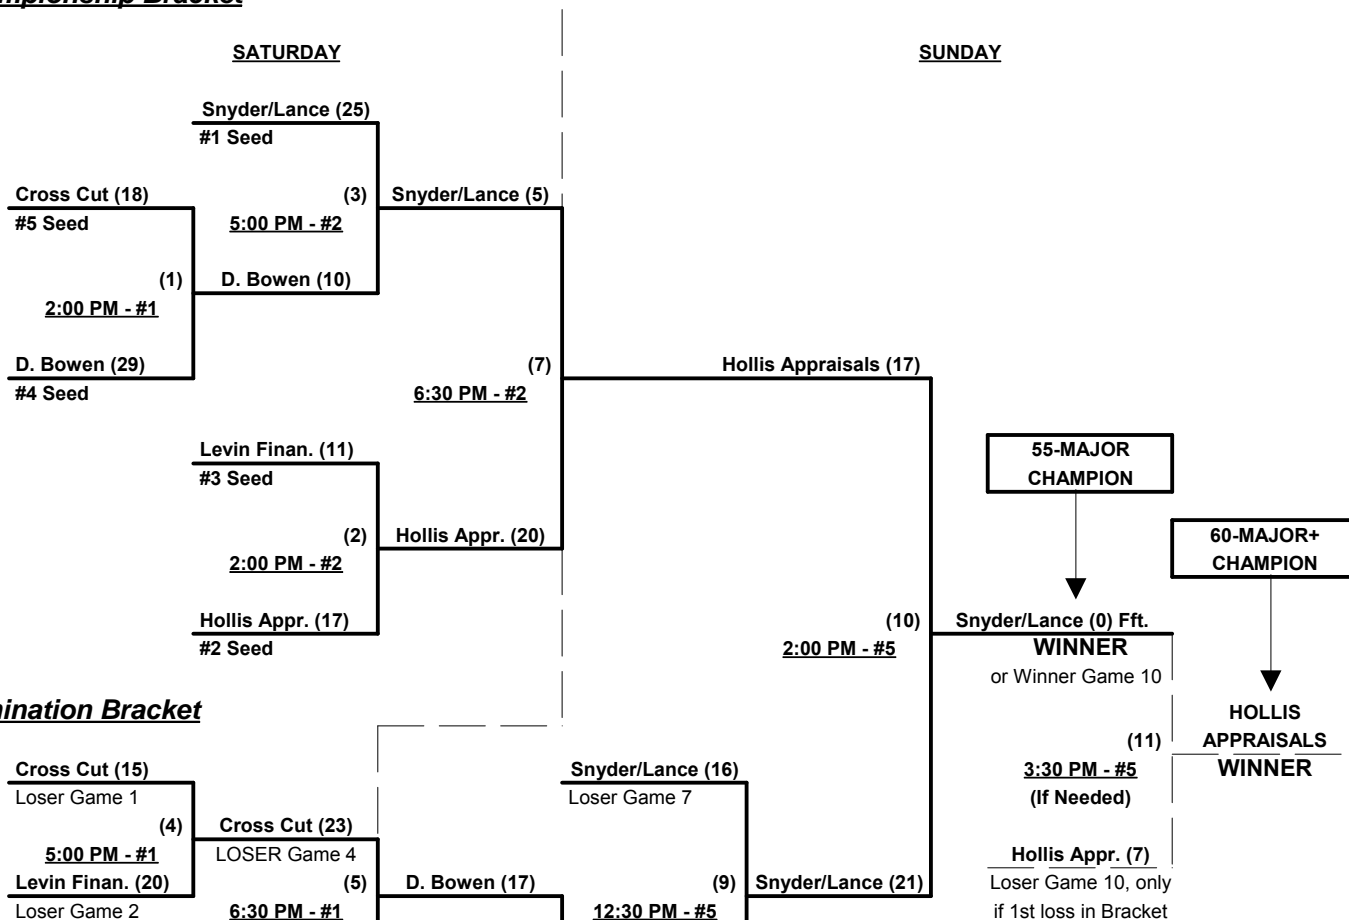 SATURDAY
SUNDAY
Snyder/Lance (25)
#1 Seed
Cross Cut (18)
#5 Seed
(3)
5:00 PM - #2
Snyder/Lance (5)
(1)
2:00 PM - #1
D. Bowen (10)
D. Bowen (29)
#4 Seed
(7)
6:30 PM - #2
Hollis Appraisals (17)
Levin Finan. (11)
#3 Seed
(2)
2:00 PM - #2
Hollis Appr. (20)
Hollis Appr. (17)
#2 Seed
55-MAJOR
CHAMPION
60-MAJOR+
CHAMPION
(10)
2:00 PM - #5
Snyder/Lance (0) Fft.
WINNER
or Winner Game 10
HOLLIS
APPRAISALS
WINNER
(11)
3:30 PM - #5
(If Needed)
Hollis Appr. (7)
Loser Game 10, only
if 1st loss in Bracket
Bracket
Cross Cut (15)
Loser Game 1
(4)
5:00 PM - #1
Levin Finan. (20)
Loser Game 2
Cross Cut (23)
LOSER Game 4
(5)
6:30 PM - #1
D. Bowen (17)
Snyder/Lance (16)
Loser Game 7
(9)
12:30 PM - #5
Snyder/Lance (21)